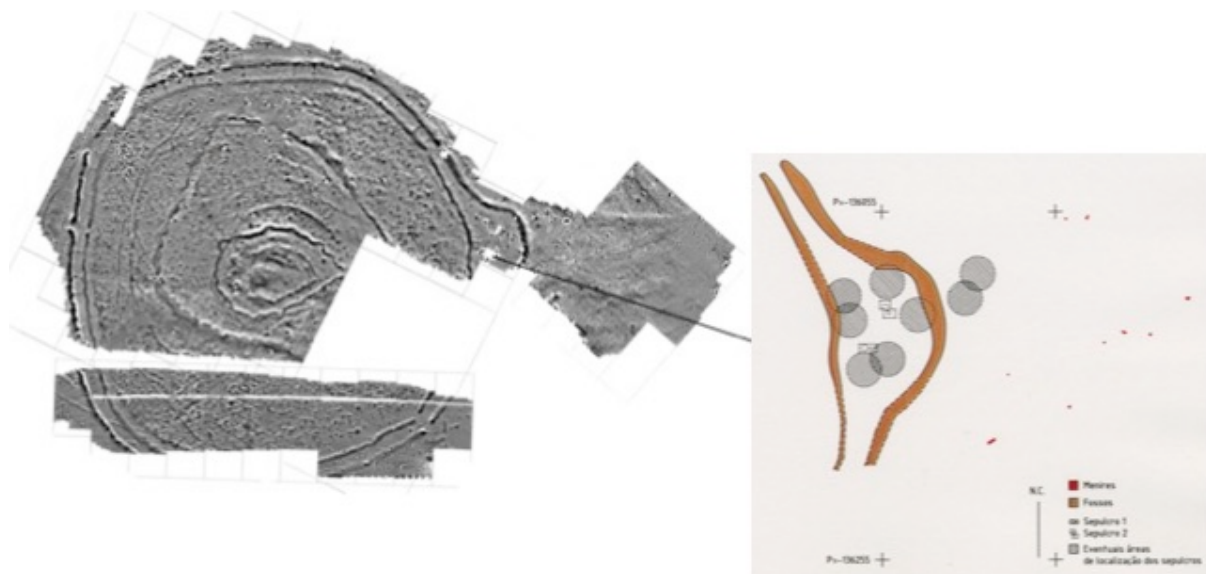 P=-136055
N.C.
Menires
Fossos
Sepulcro 1
Sepulcro 2
Eventuais áreas
de localização dos sepulcros
P=-136255